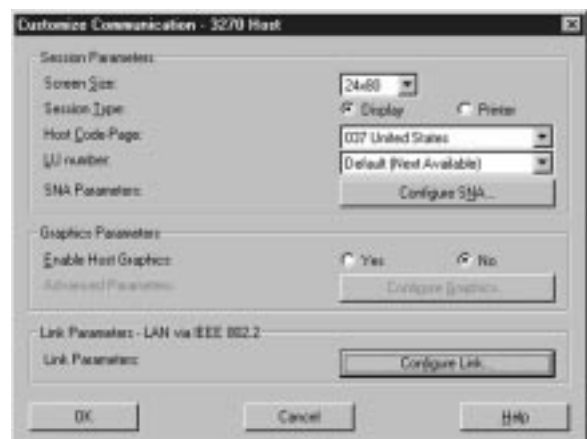 Customize Communication - 3270 Host
Session Parameters
Screen Size: 24x80
Session Type: Display Printer
Host Code-Page: 037 United States
LU number: Default (Next Available)
SNA Parameters: Configure SNA...
Graphics Parameters
Enable Host Graphics: Yes No
Advanced Parameters: Configure Graphics...
Link Parameters - LAN via IEEE 802.2
Link Parameters: Configure Link...
OK Cancel Help